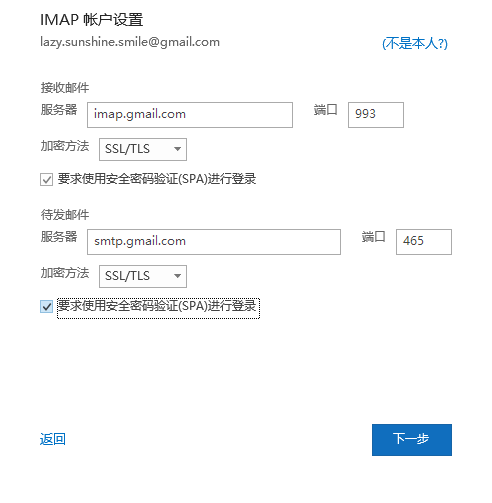 IMAP 帐户设置
lazy.sunshine.smile@gmail.com
(不是本人?)
接收邮件
服务器 imap.gmail.com 端口 993
加密方法 SSL/TLS
要求使用安全密码验证(SPA)进行登录
待发邮件
服务器 smtp.gmail.com 端口 465
加密方法 SSL/TLS
要求使用安全密码验证(SPA)进行登录
返回 下一步